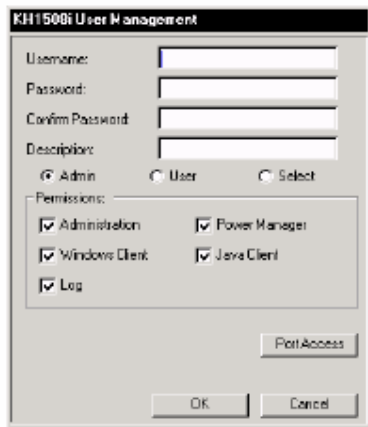 KH1508i User Management
Username:
Password:
Confirm Password:
Description:
Admin User Select
Permissions:
Administration Power Manager
Windows Client Java Client
Log
Port Access
OK Cancel